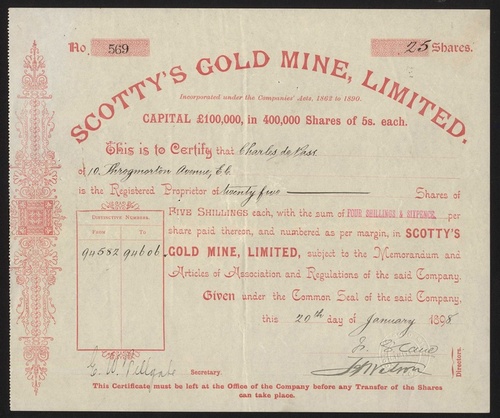 No. 569 25 Shares.
SCOTTY'S GOLD MINE, LIMITED.
Incorporated under the Companies' Acts, 1862 to 1890.
CAPITAL £100,000, in 400,000 Shares of 5s. each.
This is to Certify that Charles de Pass
of 10, Throgmorton Avenue, E.C.
is the Registered Proprietor of twenty five Shares of
FIVE SHILLINGS each, with the sum of FOUR SHILLINGS & SIXPENCE per
share paid thereon, and numbered as per margin, in SCOTTY'S
GOLD MINE, LIMITED, subject to the Memorandum and
Articles of Association and Regulations of the said Company.
Given under the Common Seal of the said Company,
this 20th day of January 1898
DISTINCTIVE NUMBERS.
FROM TO
94582 94606
Secretary.
Watson
Directors.
This Certificate must be left at the Office of the Company before any Transfer of the Shares
can take place.